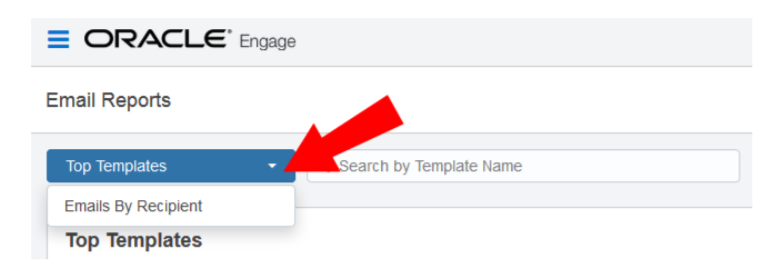 ORACLE® Engage
Email Reports
Top Templates
Search by Template Name
Emails By Recipient
Top Templates